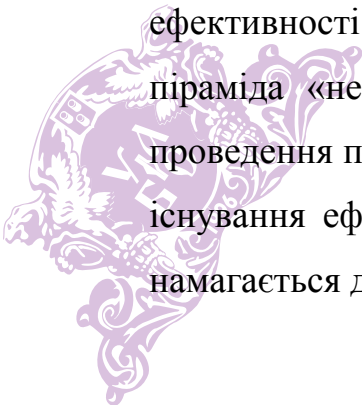 ефективності
піраміда «не
проведення п
існування еф
намагається д